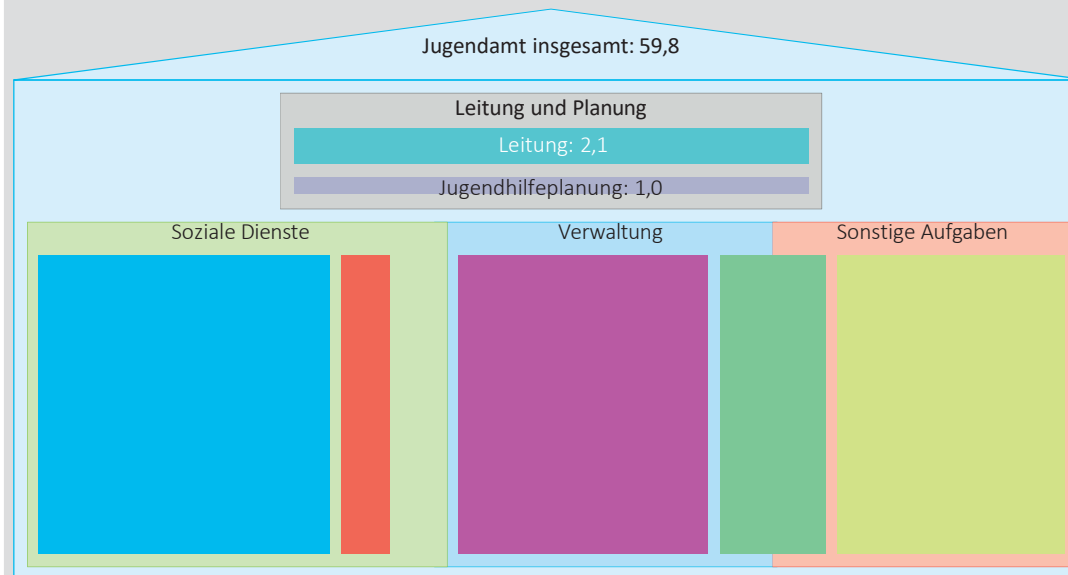 Jugendamt insgesamt: 59,8
Leitung und Planung
Leitung: 2,1
Jugendhilfeplanung: 1,0
Soziale Dienste
Verwaltung
Sonstige Aufgaben